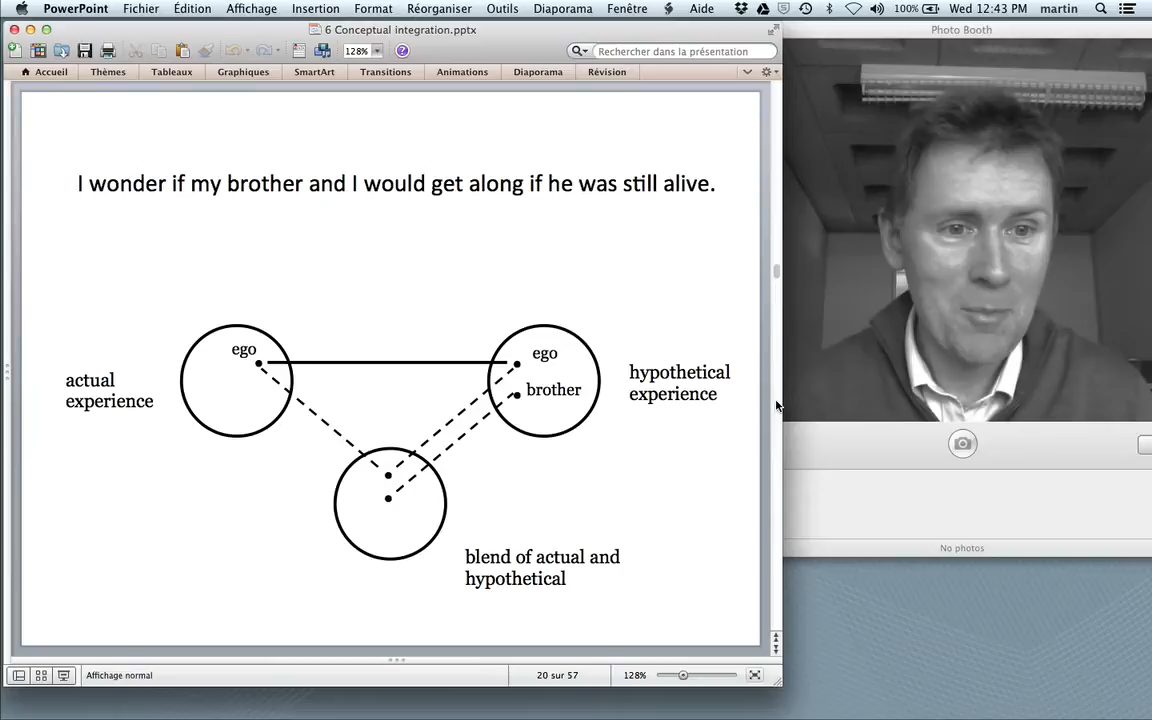 PowerPoint Fichier Édition Affichage Insertion Format Réorganiser Outils Diaporama Fenêtre Aide 100% Wed 12:43 PM martin
6 Conceptual integration.pptx
Photo Booth
128%
Rechercher dans la présentation
Accueil Thèmes Tableaux Graphiques SmartArt Transitions Animations Diaporama Révision
I wonder if my brother and I would get along if he was still alive.
ego
ego
actual
experience
brother
hypothetical
experience
blend of actual and
hypothetical
No photos
Affichage normal 20 sur 57 128%